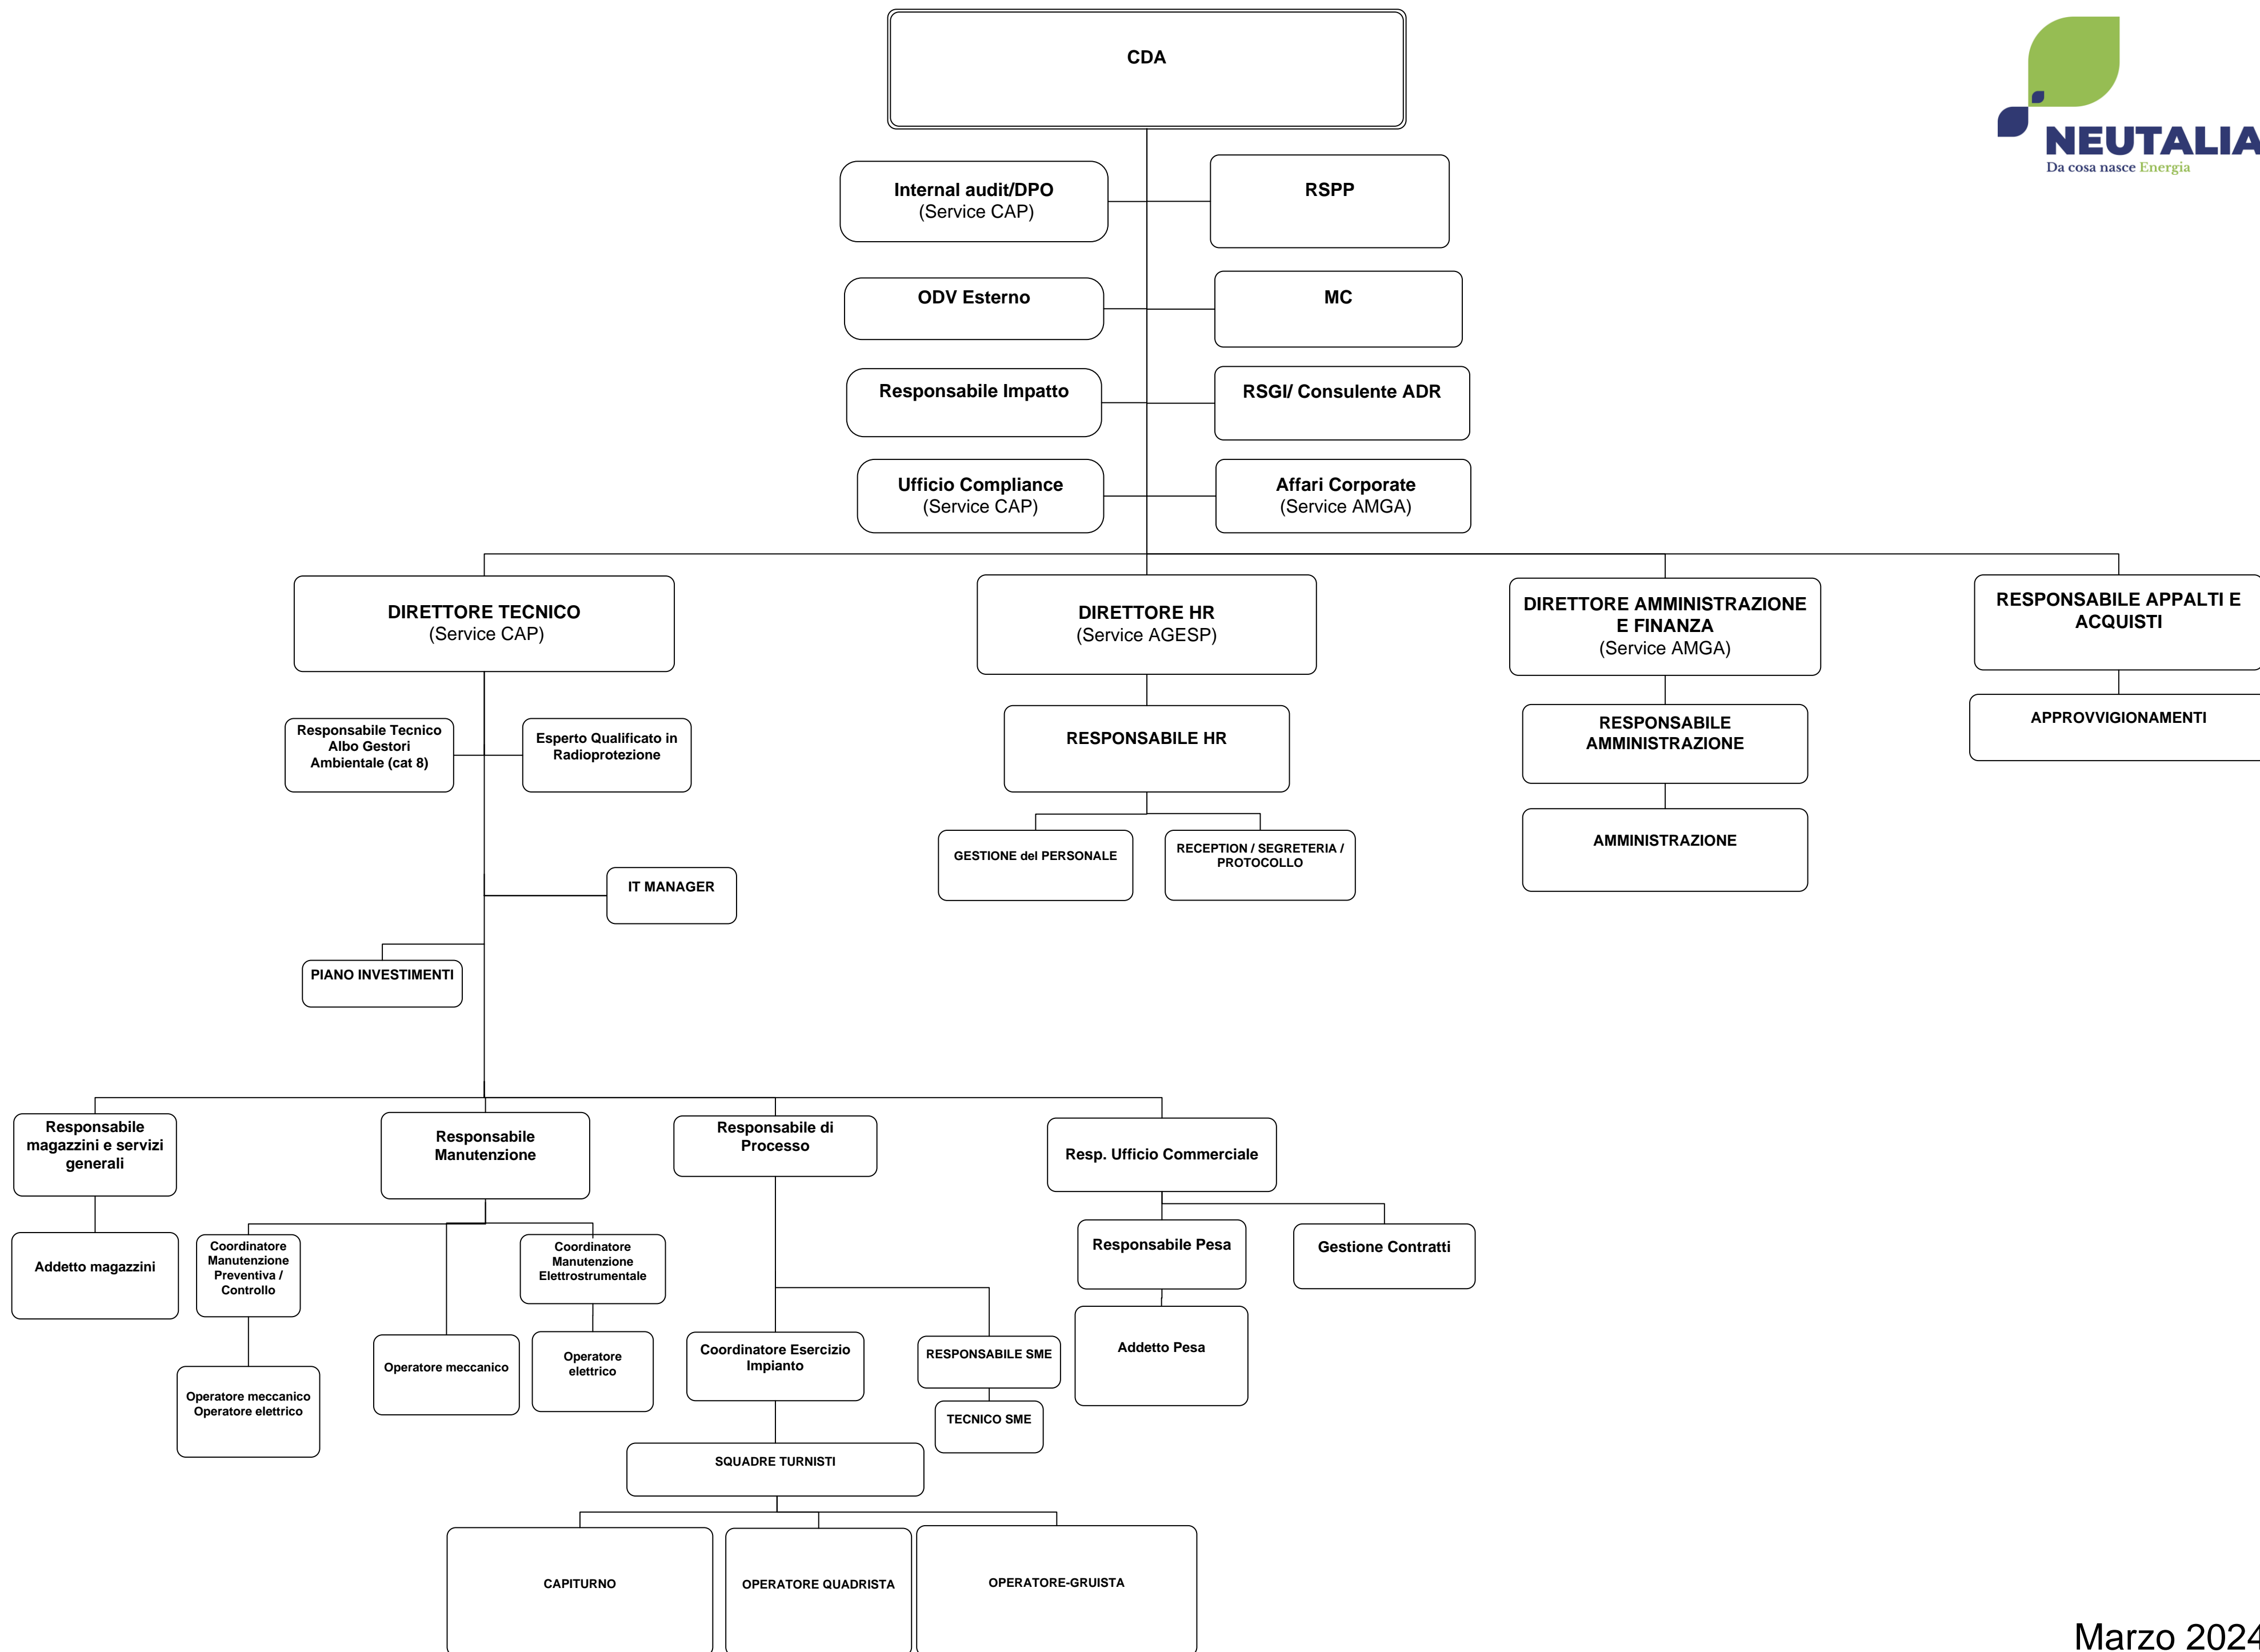 CDA
NEUTALIA
Da cosa nasce Energia
Internal audit/DPO
(Service CAP)
RSPP
ODV Esterno
MC
Responsabile Impatto
RSGI/ Consulente ADR
Ufficio Compliance
(Service CAP)
Affari Corporate
(Service AMGA)
DIRETTORE TECNICO
(Service CAP)
DIRETTORE HR
(Service AGESP)
DIRETTORE AMMINISTRAZIONE
E FINANZA
(Service AMGA)
RESPONSABILE APPALTI E
ACQUISTI
Responsabile Tecnico
Albo Gestori
Ambientale (cat 8)
Esperto Qualificato in
Radioprotezione
RESPONSABILE HR
RESPONSABILE
AMMINISTRAZIONE
APPROVVIGIONAMENTI
GESTIONE del PERSONALE
RECEPTION / SEGRETERIA /
PROTOCOLLO
AMMINISTRAZIONE
IT MANAGER
PIANO INVESTIMENTI
Responsabile
magazzini e servizi
generali
Responsabile
Manutenzione
Responsabile di
Processo
Resp. Ufficio Commerciale
Addetto magazzini
Coordinatore
Manutenzione
Preventiva /
Controllo
Coordinatore
Manutenzione
Elettrostrumentale
Responsabile Pesa
Gestione Contratti
Operatore meccanico
Operatore elettrico
Operatore meccanico
Operatore
elettrico
Coordinatore Esercizio
Impianto
RESPONSABILE SME
Addetto Pesa
TECNICO SME
SQUADRE TURNISTI
CAPITURNO
OPERATORE QUADRISTA
OPERATORE-GRUISTA
Marzo 2024